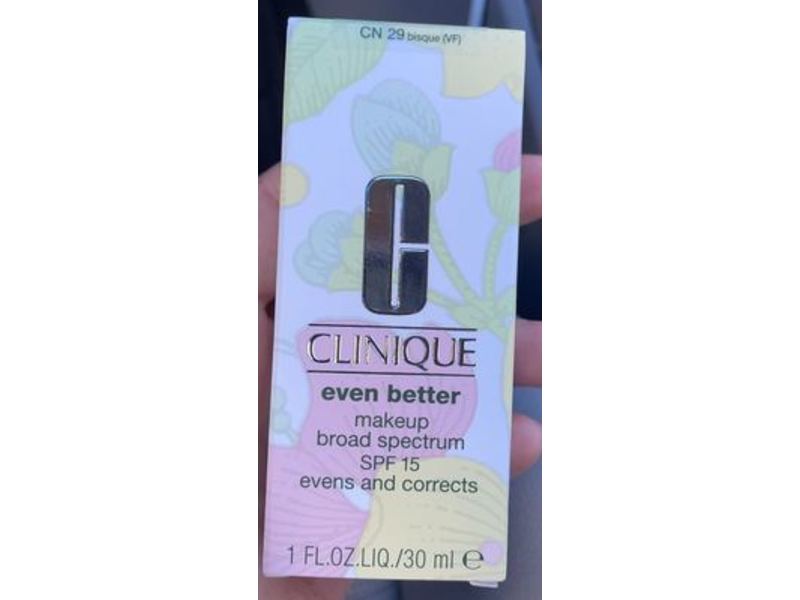 CN 29 bisque (VF)
CLINIQUE
even better
makeup
broad spectrum
SPF 15
evens and corrects
1 FL.OZ.LIQ./30 ml ℮